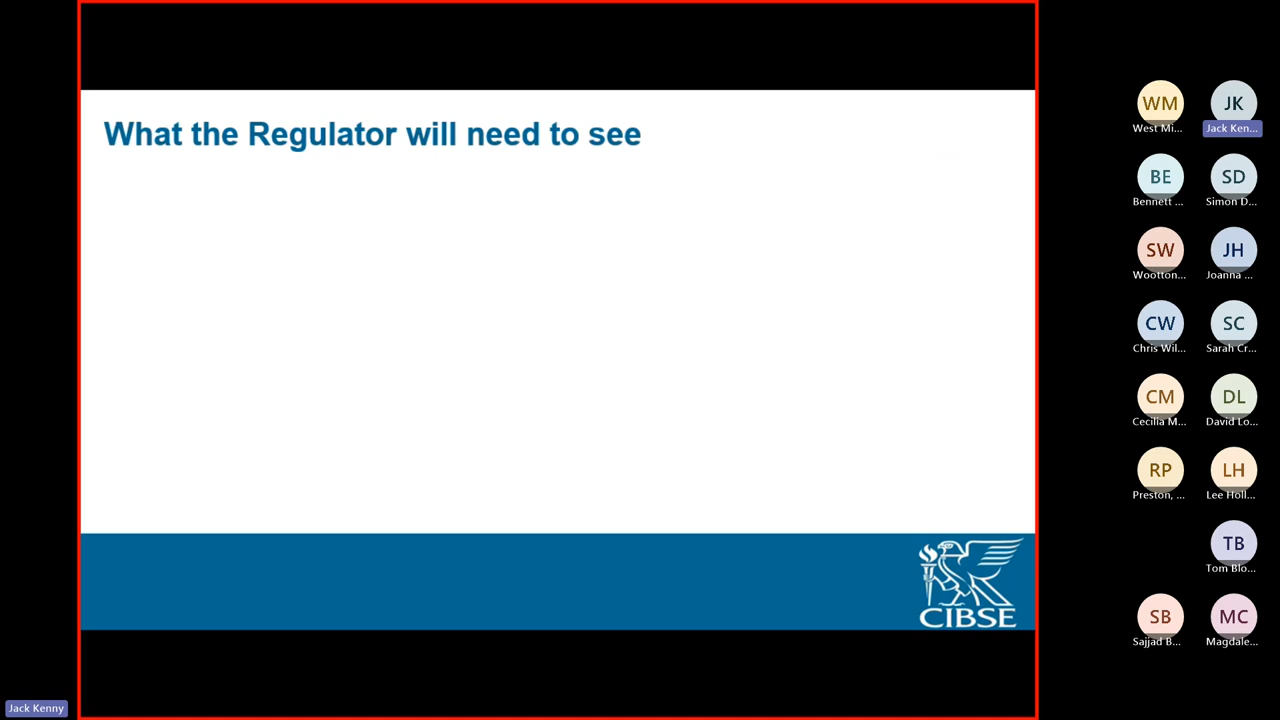 What the Regulator will need to see
CIBSE
WM
West Mi...
JK
Jack Ken...
BE
Bennett ...
SD
Simon D...
SW
Wootton...
JH
Joanna ...
CW
Chris Wil...
SC
Sarah Cr...
CM
Cecilia M...
DL
David Lo...
RP
Preston, ...
LH
Lee Holl...
TB
Tom Blo...
SB
Sajjad B...
MC
Magdale...
Jack Kenny